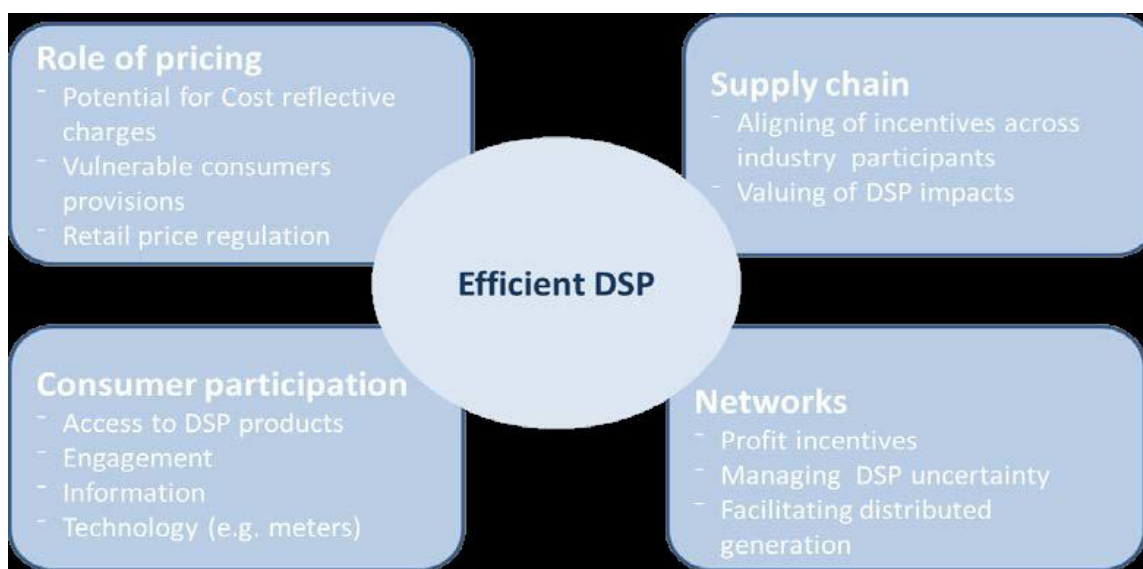 Role of pricing
- Potential for Cost reflective
charges
- Vulnerable consumers
provisions
- Retail price regulation
Supply chain
- Aligning of incentives across
industry participants
- Valuing of DSP impacts
Efficient DSP
Consumer participation
- Access to DSP products
- Engagement
- Information
- Technology (e.g. meters)
Networks
- Profit incentives
- Managing DSP uncertainty
- Facilitating distributed
generation